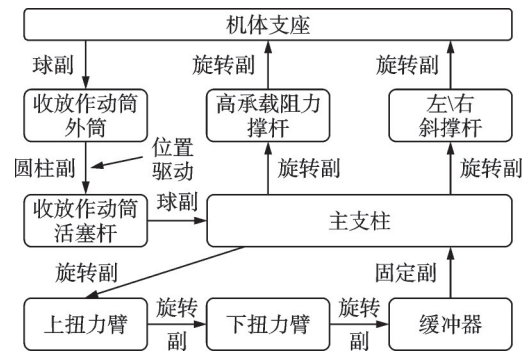 机体支座
球副
旋转副
旋转副
收放作动筒
外筒
高承载阻力
撑杆
左\右
斜撑杆
圆柱副
位置
驱动
旋转副
旋转副
收放作动筒
活塞杆
球副
主支柱
旋转副
固定副
上扭力臂
旋转
副
下扭力臂
旋转
副
缓冲器